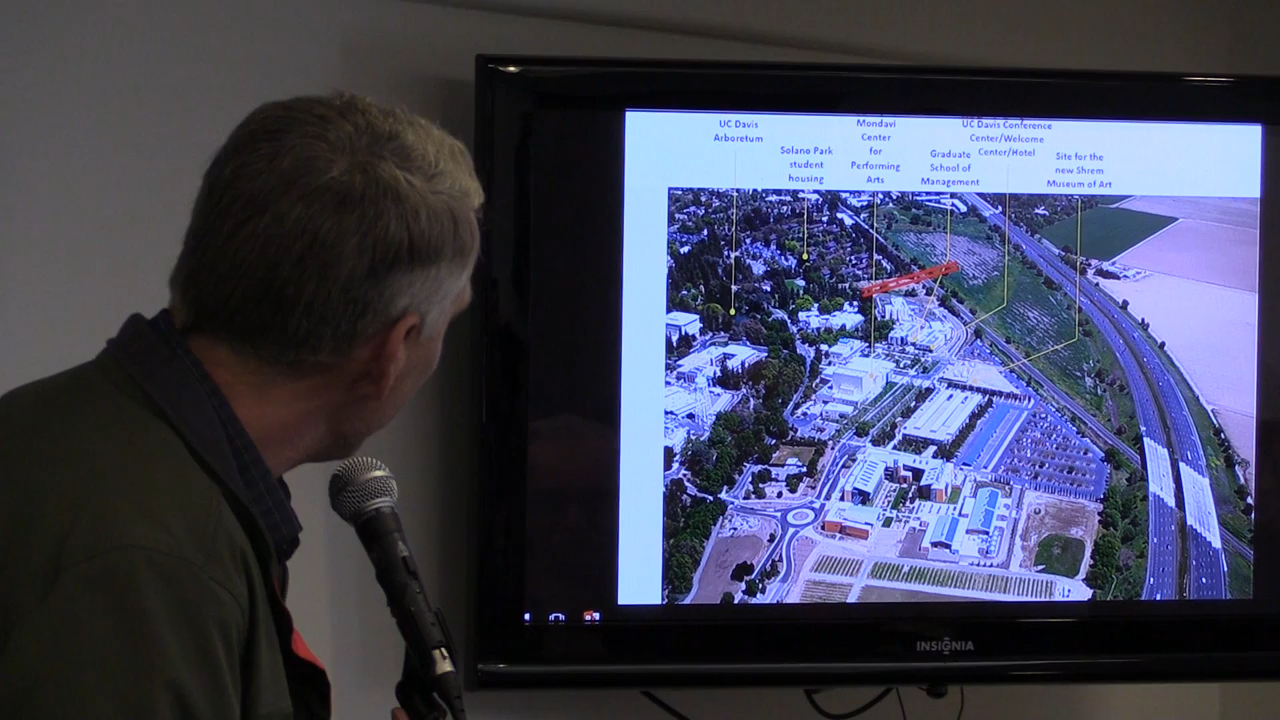 UC Davis
Arboretum
Solano Park
student
housing
Mondavi
Center
for
Performing
Arts
Graduate
School of
Management
UC Davis Conference
Center/Welcome
Center/Hotel
Site for the
new Shrem
Museum of Art
INSIGNIA